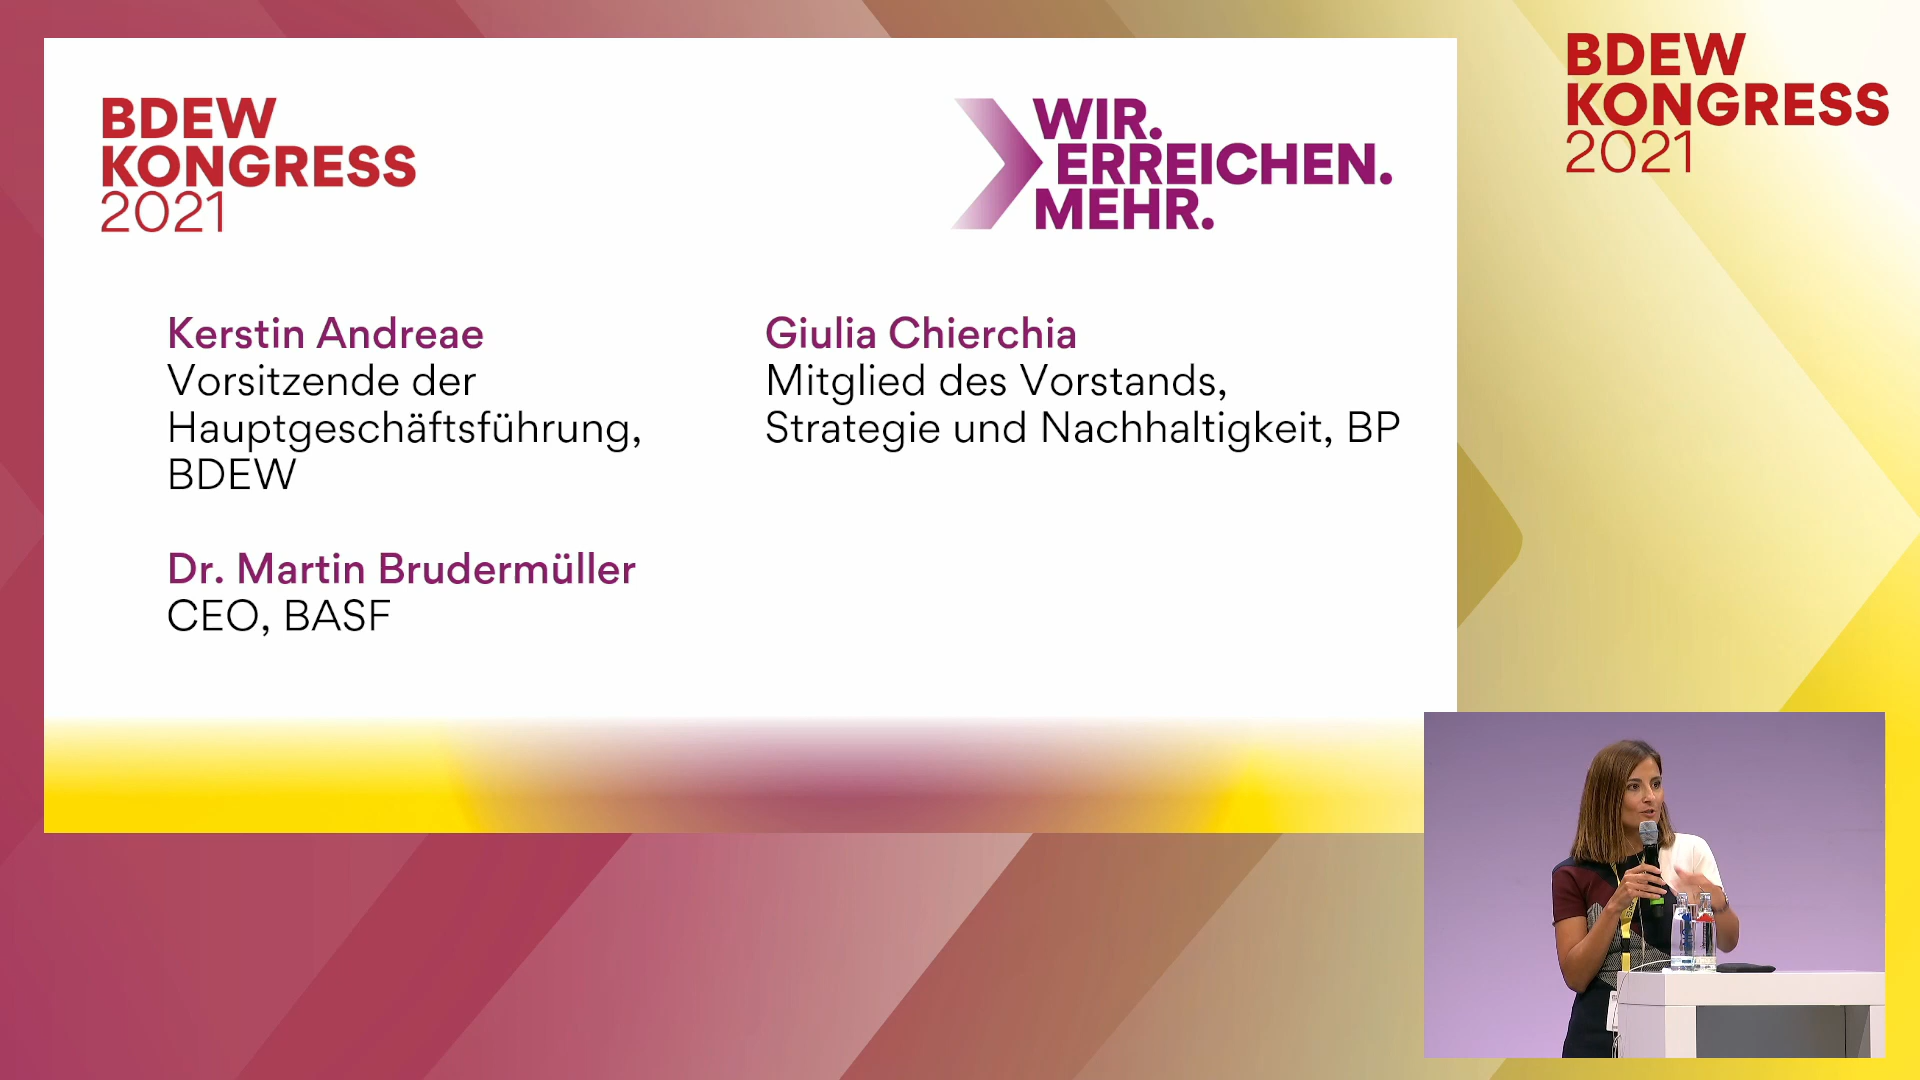 BDEW
KONGRESS
2021
WIR.
ERREICHEN.
MEHR.
Kerstin Andreae
Vorsitzende der
Hauptgeschäftsführung,
BDEW
Dr. Martin Brudermüller
CEO, BASF
Giulia Chierchia
Mitglied des Vorstands,
Strategie und Nachhaltigkeit, BP
BDEW
KONGRESS
2021